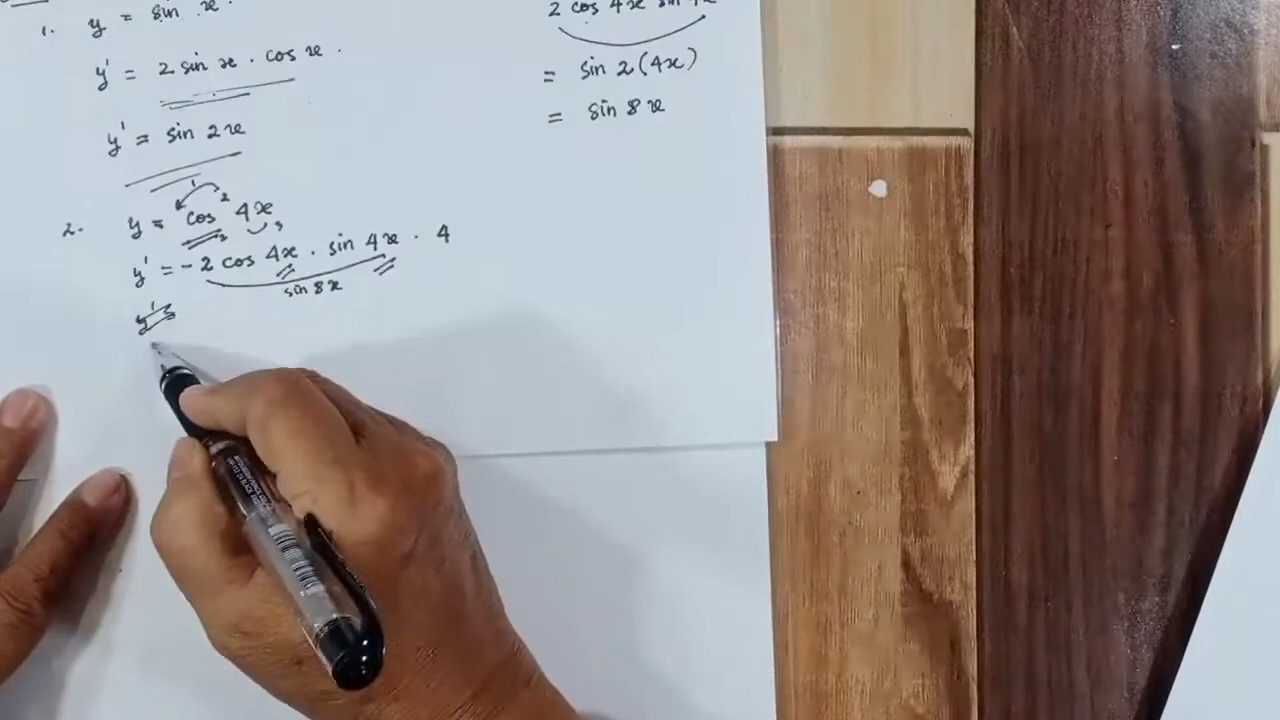 1. y = sin x.
y' = 2 sin x . cos x .
y' = sin 2x
2. y = cos² 4x
y' = -2 cos 4x . sin 4x . 4
sin 8x
y'
2 cos 4x sin 4x
= sin 2(4x)
= sin 8x